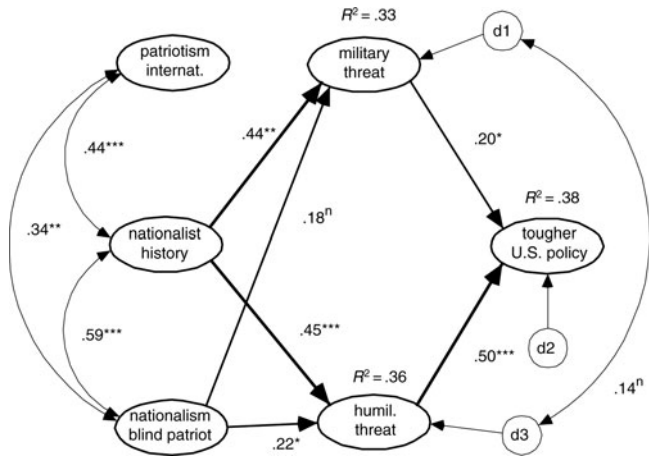 R² = .33
d1
patriotism
internat.
military
threat
.44***
.44**
.20*
R² = .38
.34**
.18ⁿ
nationalist
history
tougher
U.S. policy
.59***
.45***
.50***
d2
R² = .36
.14ⁿ
nationalism
blind patriot
humil.
threat
d3
.22*